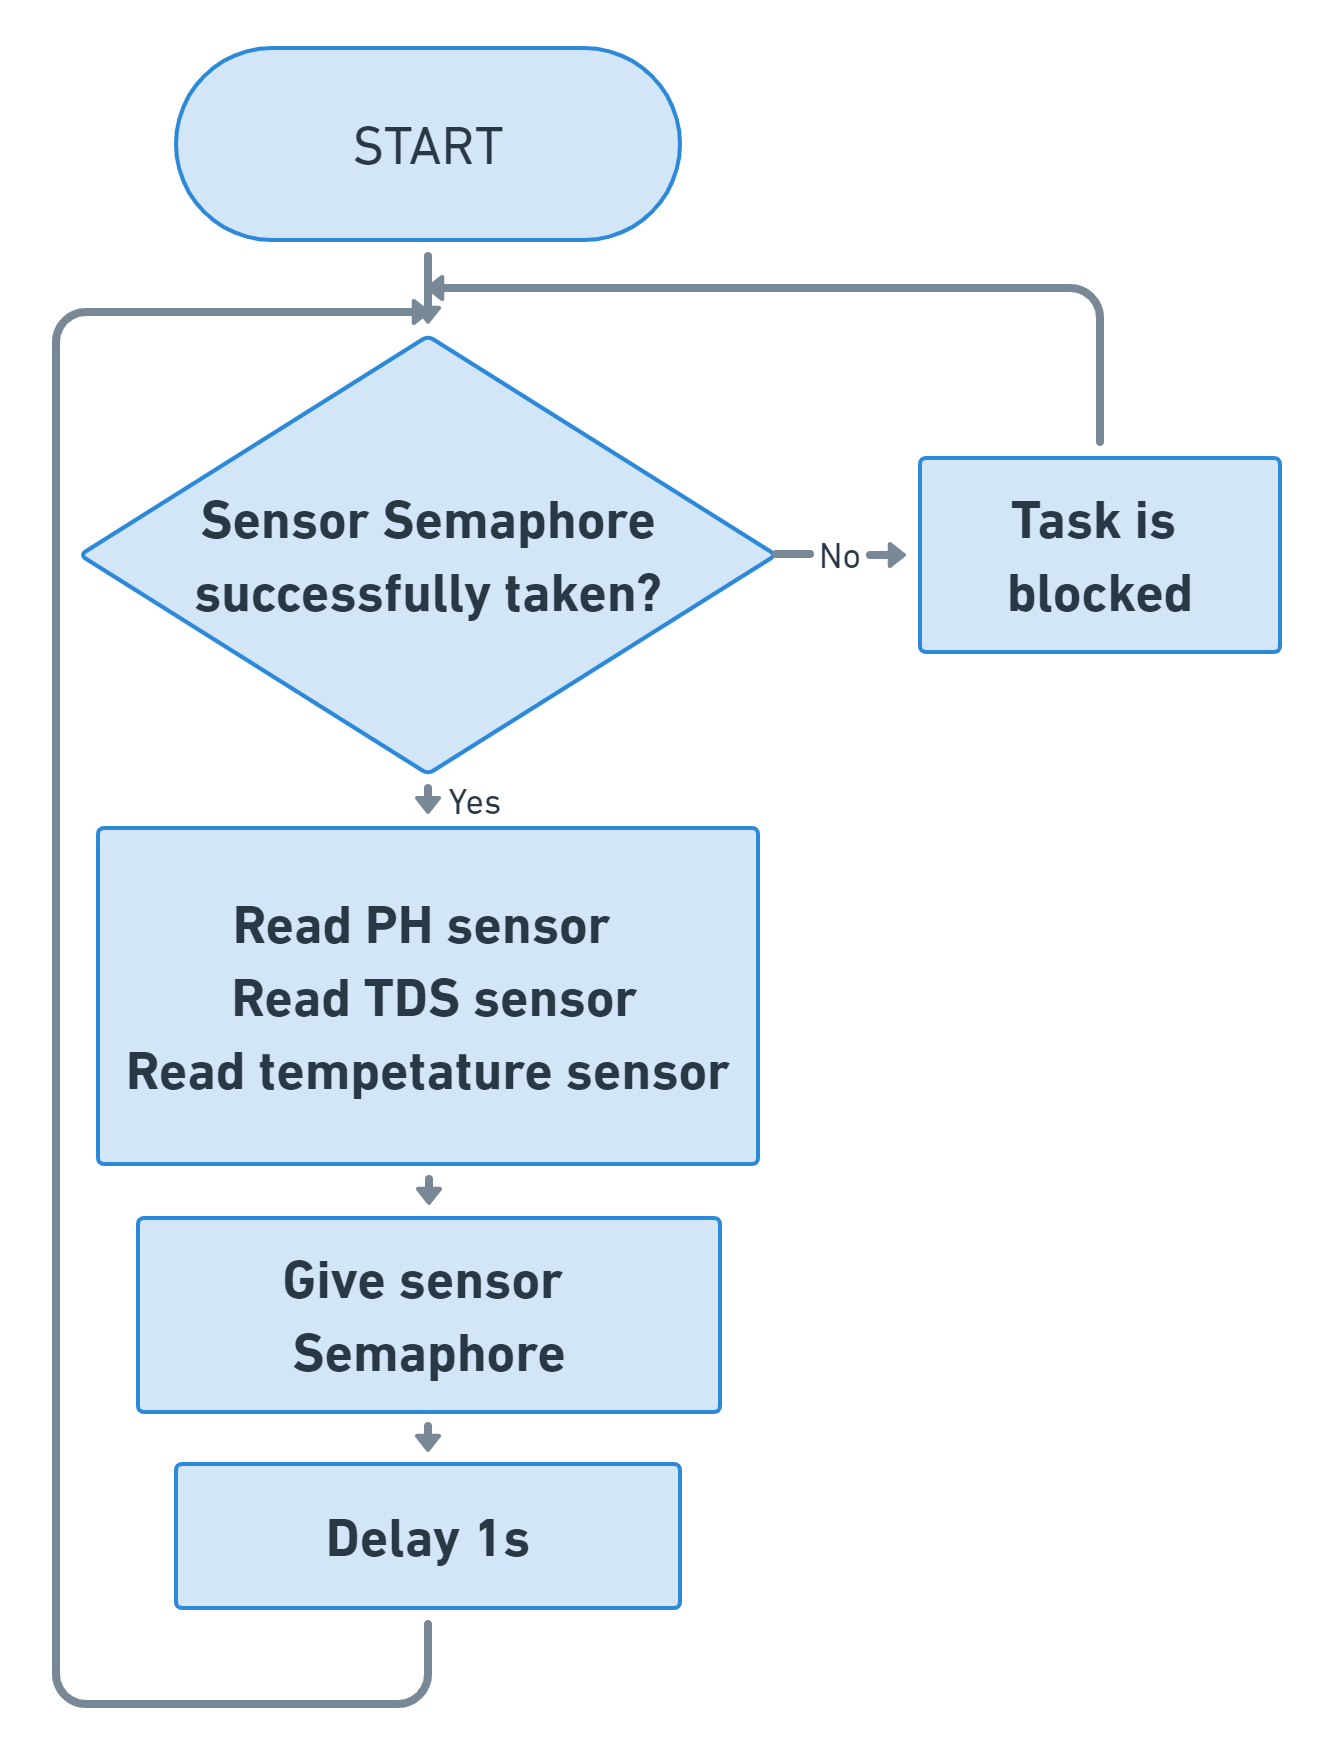 START
Sensor Semaphore
successfully taken?
No
Task is
blocked
Yes
Read PH sensor
Read TDS sensor
Read tempetature sensor
Give sensor
Semaphore
Delay 1s